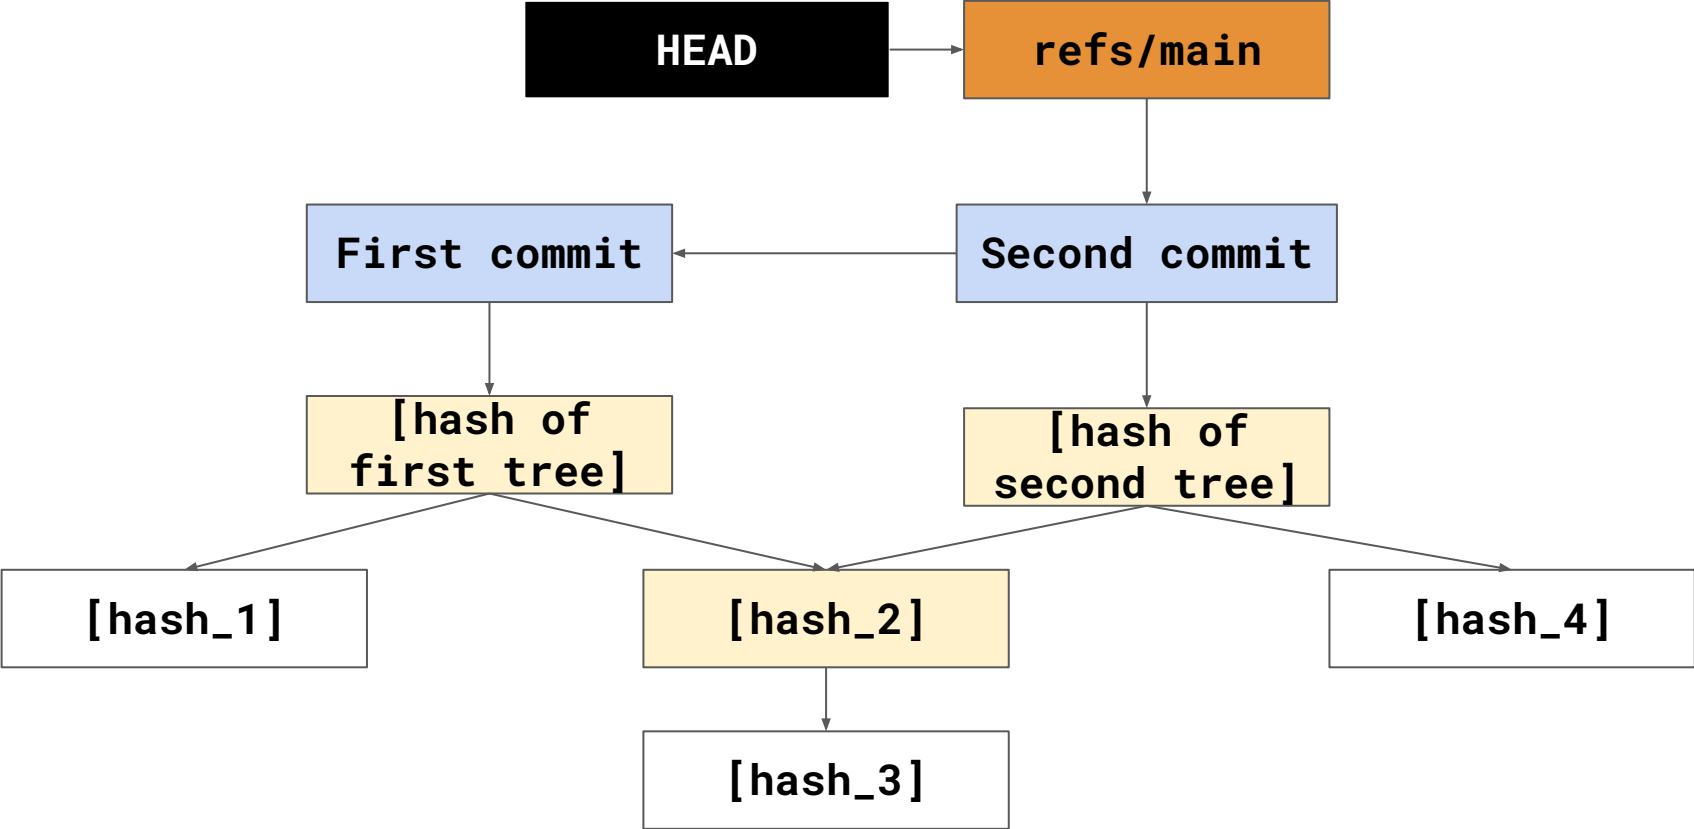 HEAD
refs/main
First commit
Second commit
[hash of
first tree]
[hash of
second tree]
[hash_1]
[hash_2]
[hash_4]
[hash_3]